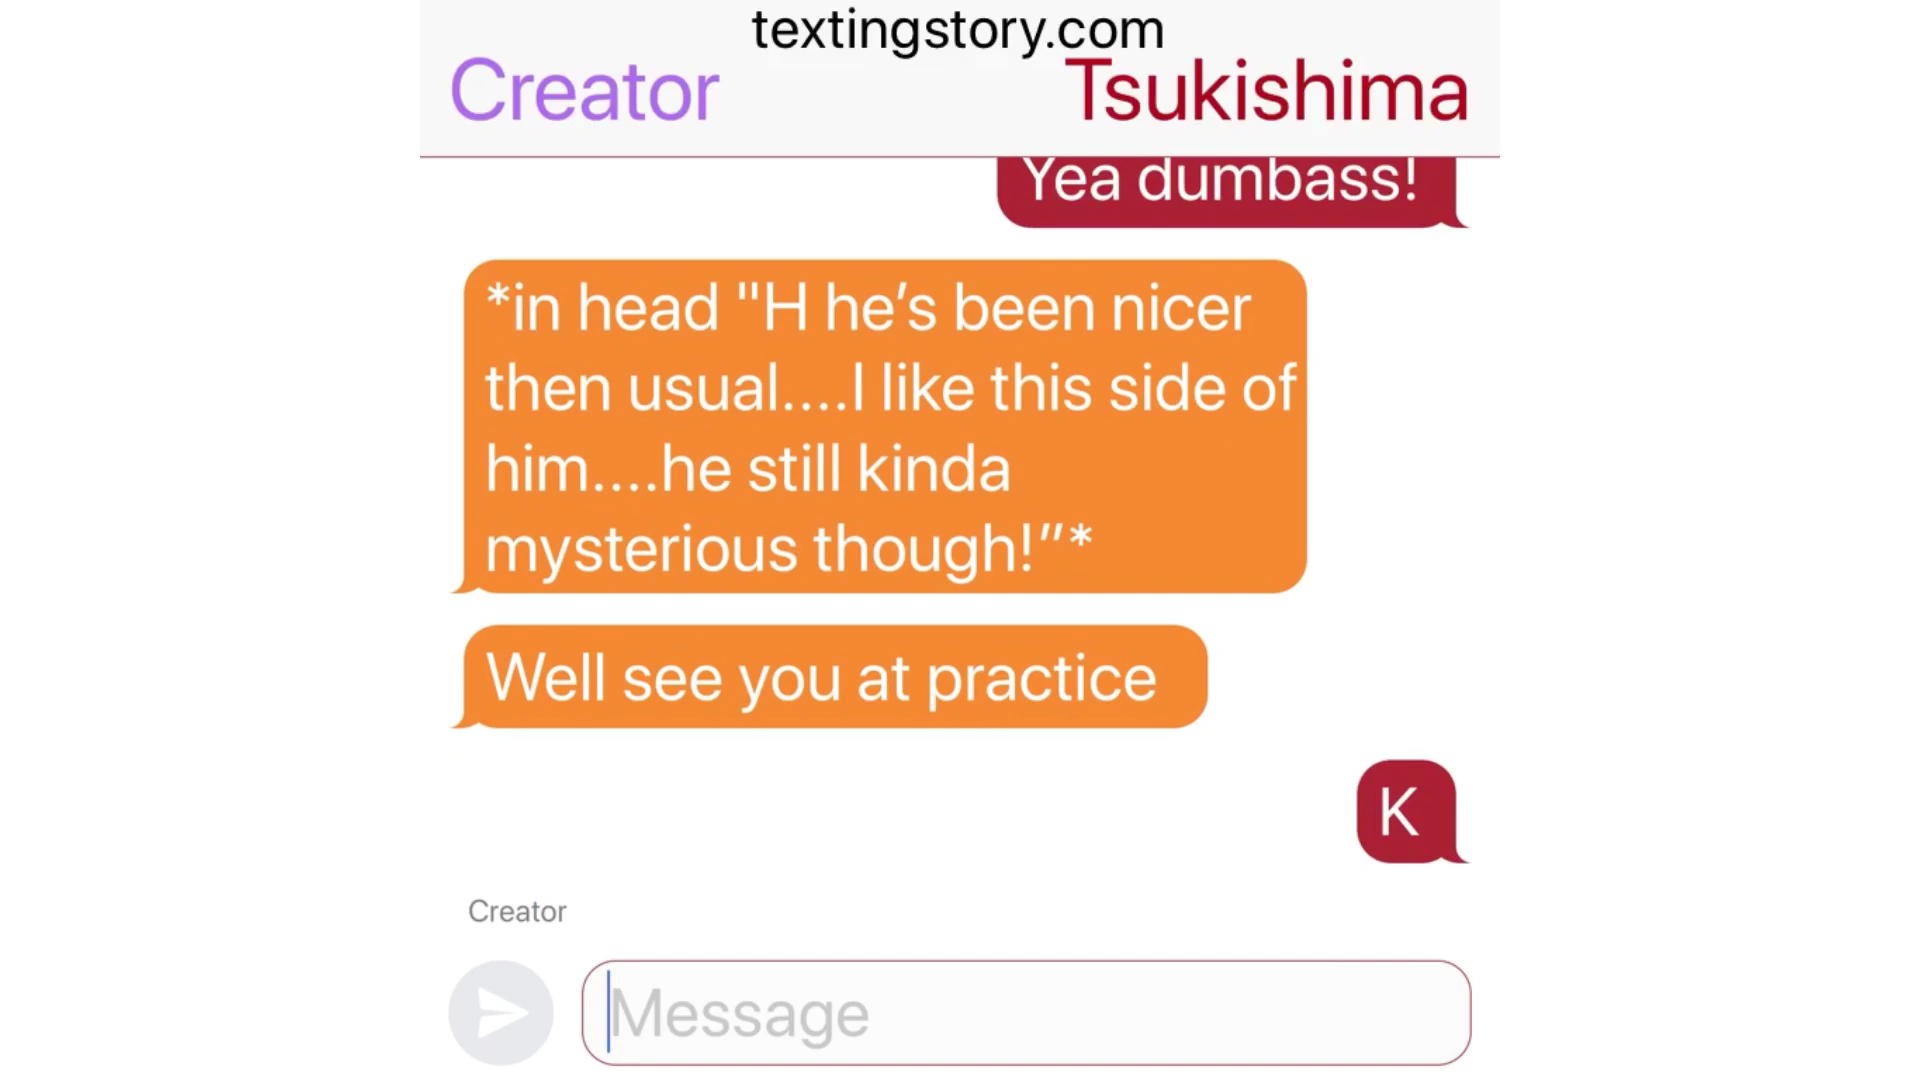 textingstory.com
Creator
Tsukishima
Yea dumbass!
*in head "H he’s been nicer
then usual....I like this side of
him....he still kinda
mysterious though!”*
Well see you at practice
K
Creator
Message